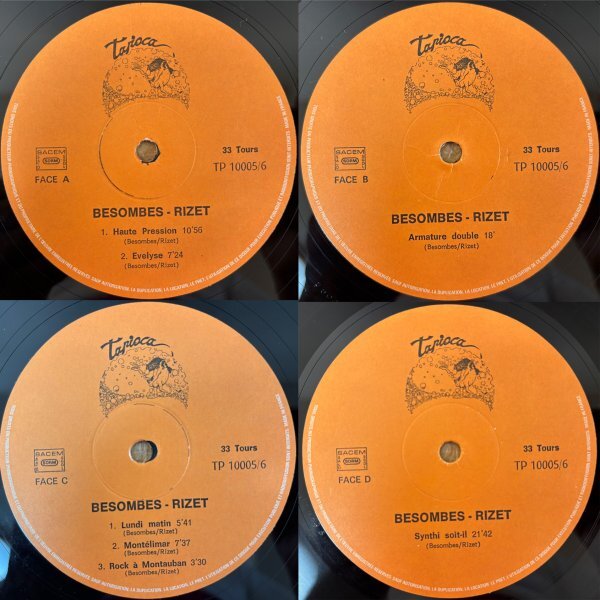 Tapioca
SACEM
SDRM
33 Tours
TP 10005/6
FACE A
BESOMBES - RIZET
1. Haute Pression 10'56
(Besombes/Rizet)
2. Evelyse 7'24
(Besombes/Rizet)
Tapioca
SACEM
SDRM
33 Tours
TP 10005/6
FACE B
BESOMBES - RIZET
Armature double 18'
(Besombes/Rizet)
Tapioca
SACEM
SDRM
33 Tours
TP 10005/6
FACE C
BESOMBES - RIZET
1. Lundi matin 5'41
(Besombes/Rizet)
2. Montélimar 7'37
(Besombes/Rizet)
3. Rock à Montauban 3'30
(Besombes/Rizet)
Tapioca
SACEM
SDRM
33 Tours
TP 10005/6
FACE D
BESOMBES - RIZET
Synthi soit-il 21'42
(Besombes/Rizet)